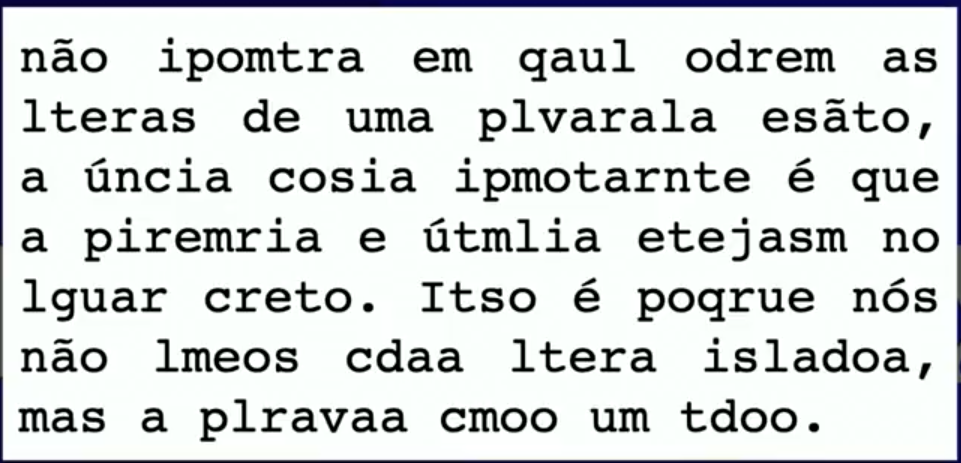 não ipomtra em qaul odrem as
lteras de uma plvarala esãto,
a úncia cosia ipmotarnte é que
a piremria e útmlia etejasm no
lguar creto. Itso é poqrue nós
não lmeos cdaa ltera isladoa,
mas a plravaa cmoo um tdoo.